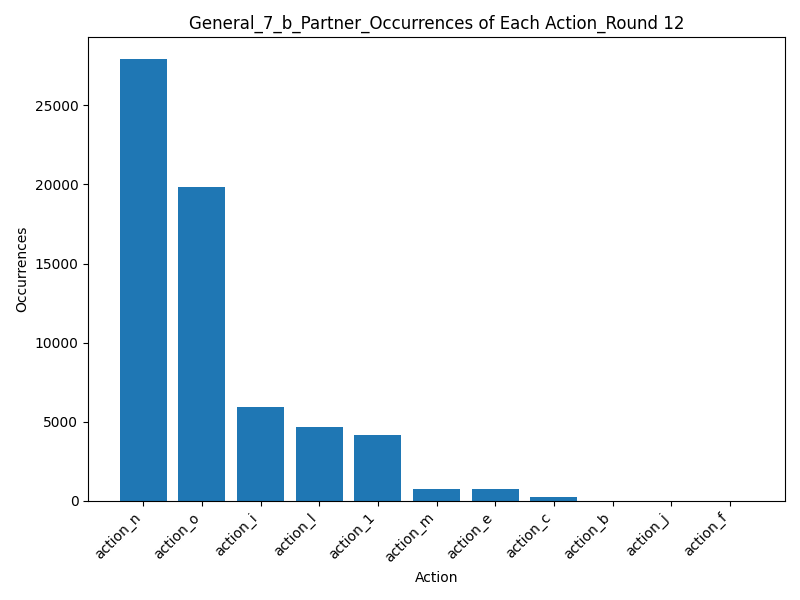 General_7_b_Partner_Occurrences of Each Action_Round 12
Occurrences
25000
20000
15000
10000
5000
0
action_n
action_o
action_i
action_l
action_1
action_m
action_e
action_c
action_b
action_j
action_f
Action